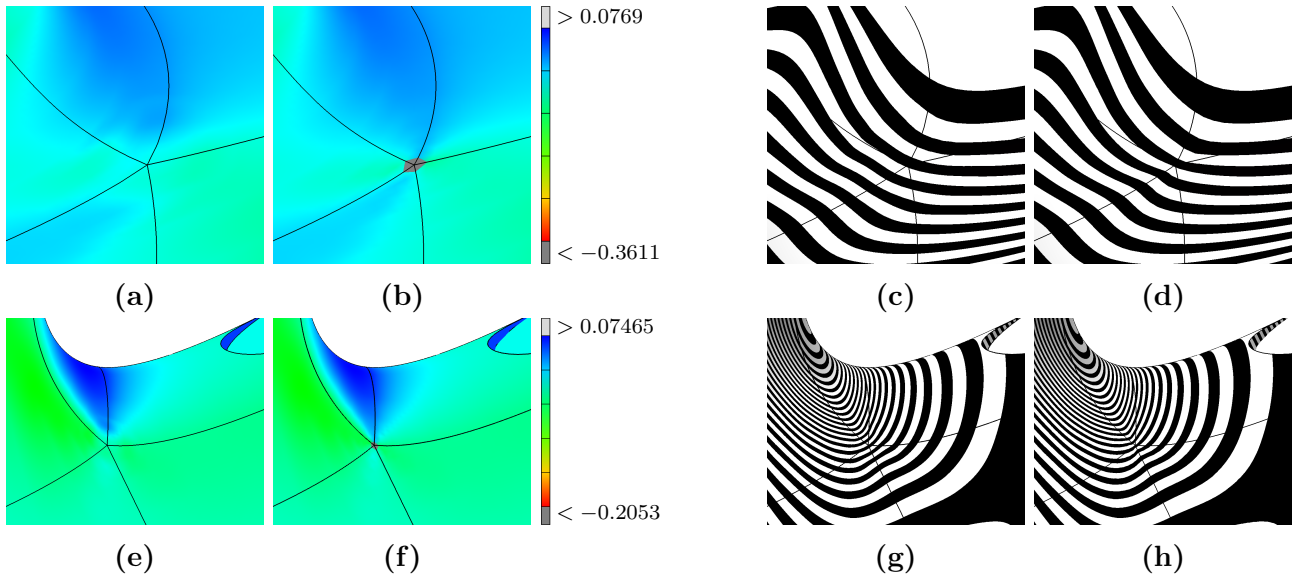 > 0.0769
< −0.3611
(a) (b) (c) (d)
> 0.07465
< −0.2053
(e) (f) (g) (h)